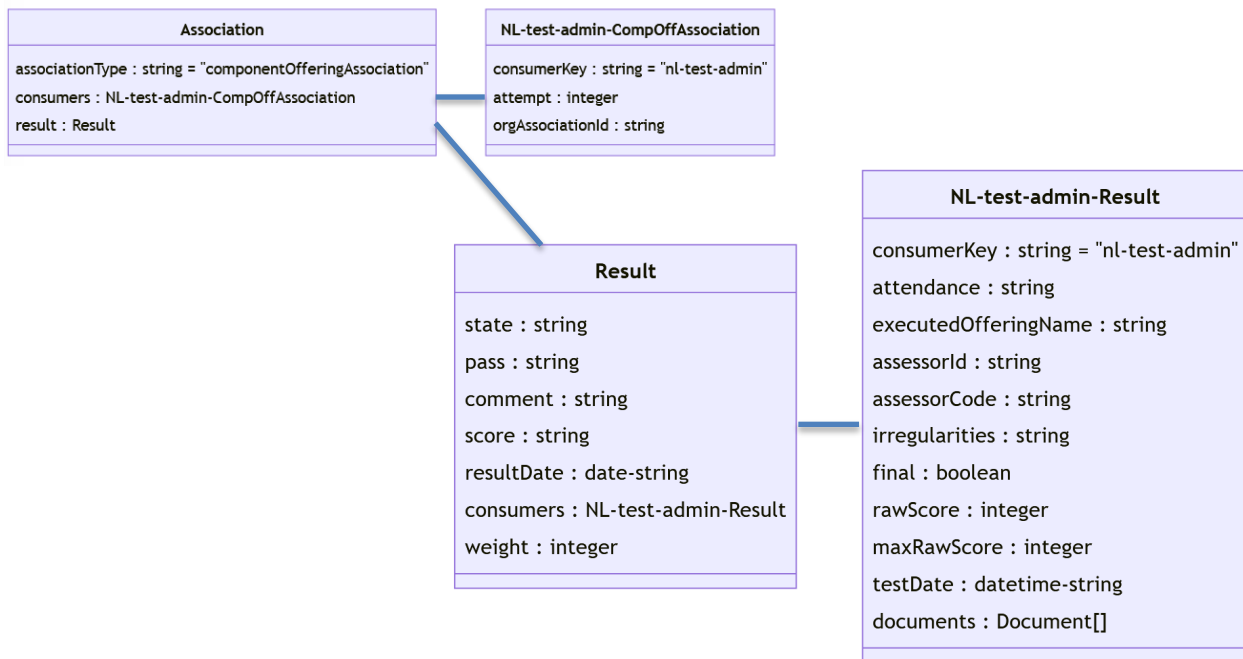 Association
associationType : string = "componentOfferingAssociation"
consumers : NL-test-admin-CompOffAssociation
result : Result
NL-test-admin-CompOffAssociation
consumerKey : string = "nl-test-admin"
attempt : integer
orgAssociationId : string
Result
state : string
pass : string
comment : string
score : string
resultDate : date-string
consumers : NL-test-admin-Result
weight : integer
NL-test-admin-Result
consumerKey : string = "nl-test-admin"
attendance : string
executedOfferingName : string
assessorId : string
assessorCode : string
irregularities : string
final : boolean
rawScore : integer
maxRawScore : integer
testDate : datetime-string
documents : Document[]